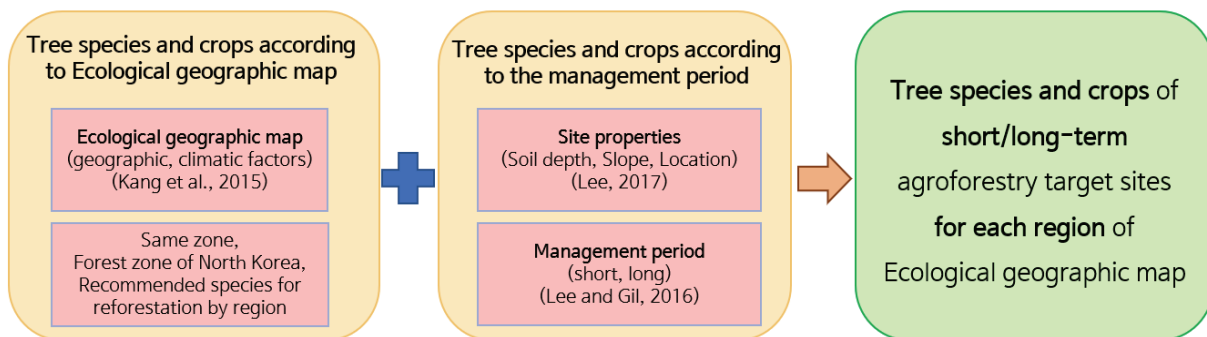 Tree species and crops according
to Ecological geographic map
Ecological geographic map
(geographic, climatic factors)
(Kang et al., 2015)
Same zone,
Forest zone of North Korea,
Recommended species for
reforestation by region
Tree species and crops according
to the management period
Site properties
(Soil depth, Slope, Location)
(Lee, 2017)
Management period
(short, long)
(Lee and Gil, 2016)
Tree species and crops of
short/long-term
agroforestry target sites
for each region of
Ecological geographic map